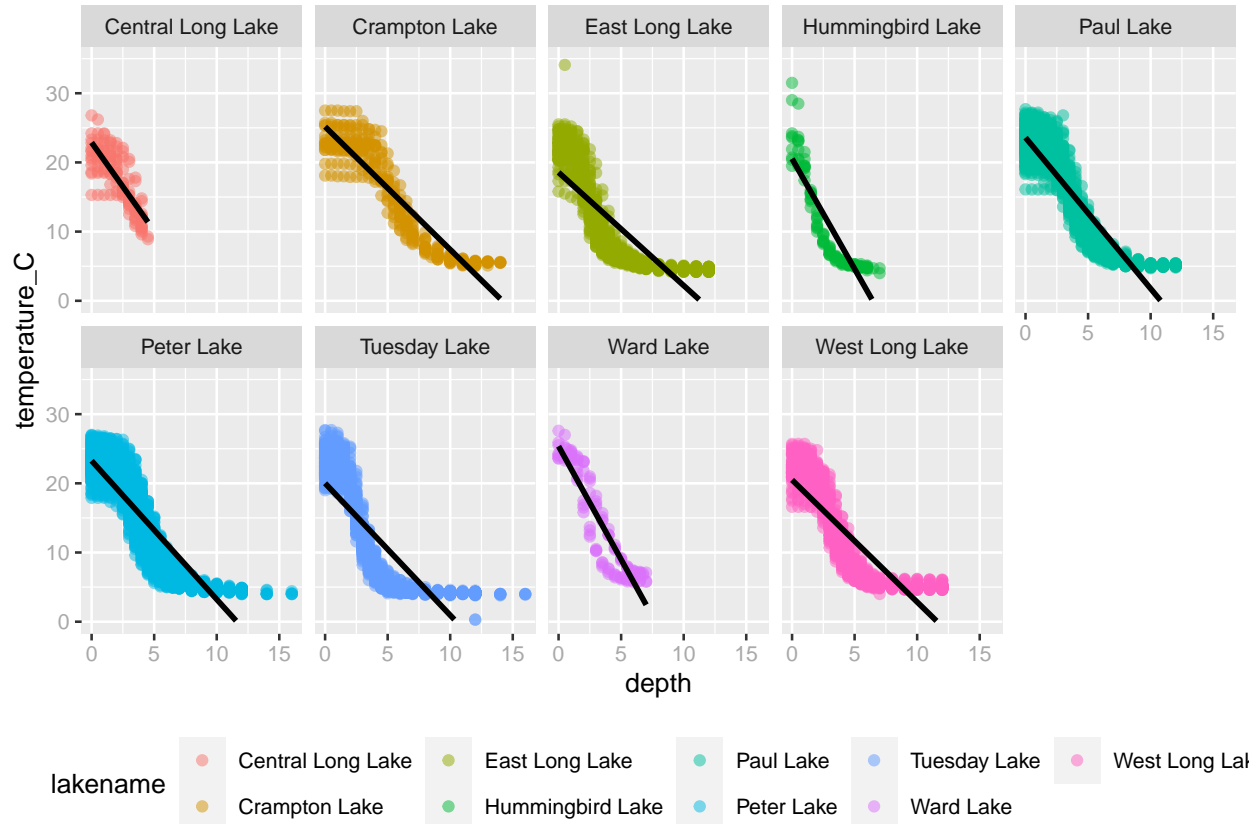 Central Long Lake Crampton Lake East Long Lake Hummingbird Lake Paul Lake
30
20
10
0
0 5 10 15
Peter Lake Tuesday Lake Ward Lake West Long Lake
30
20
10
0
0 5 10 15 0 5 10 15 0 5 10 15 0 5 10 15
temperature_C
depth
lakename
Central Long Lake East Long Lake Paul Lake Tuesday Lake West Long Lak
Crampton Lake Hummingbird Lake Peter Lake Ward Lake